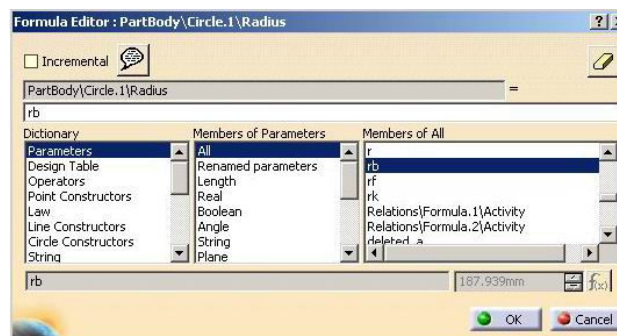 Formula Editor : PartBody\Circle.1\Radius
Incremental
PartBody\Circle.1\Radius =
rb
Dictionary Members of Parameters Members of All
Parameters All r
Design Table Renamed parameters rb
Operators Length rf
Point Constructors Real rk
Law Boolean Relations\Formula.1\Activity
Line Constructors Angle Relations\Formula.2\Activity
Circle Constructors String deleted_a
String Plane
rb 187.939mm f(x)
OK Cancel